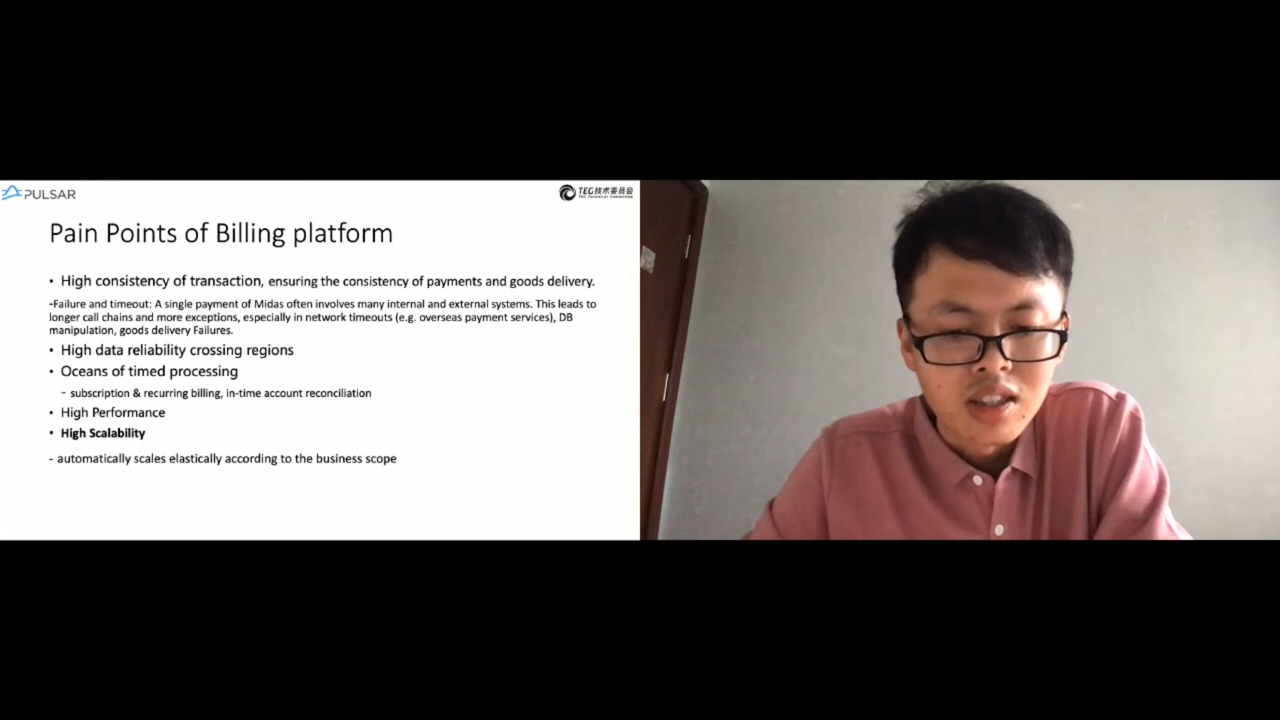 PULSAR
TEG技术委员会
TEG Technical Committee
Pain Points of Billing platform
• High consistency of transaction, ensuring the consistency of payments and goods delivery.
-Failure and timeout: A single payment of Midas often involves many internal and external systems. This leads to
longer call chains and more exceptions, especially in network timeouts (e.g. overseas payment services), DB
manipulation, goods delivery Failures.
• High data reliability crossing regions
• Oceans of timed processing
– subscription & recurring billing, in-time account reconciliation
• High Performance
• High Scalability
- automatically scales elastically according to the business scope